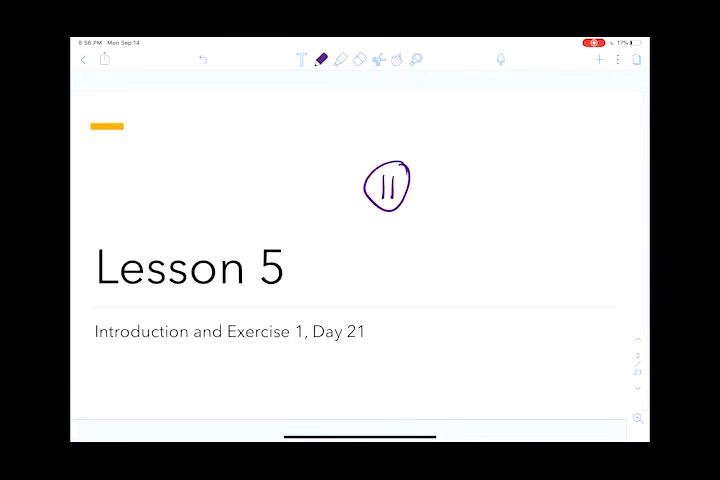 8:56 PM Mon Sep 14
17%
T
11
Lesson 5
Introduction and Exercise 1, Day 21
2
/
23